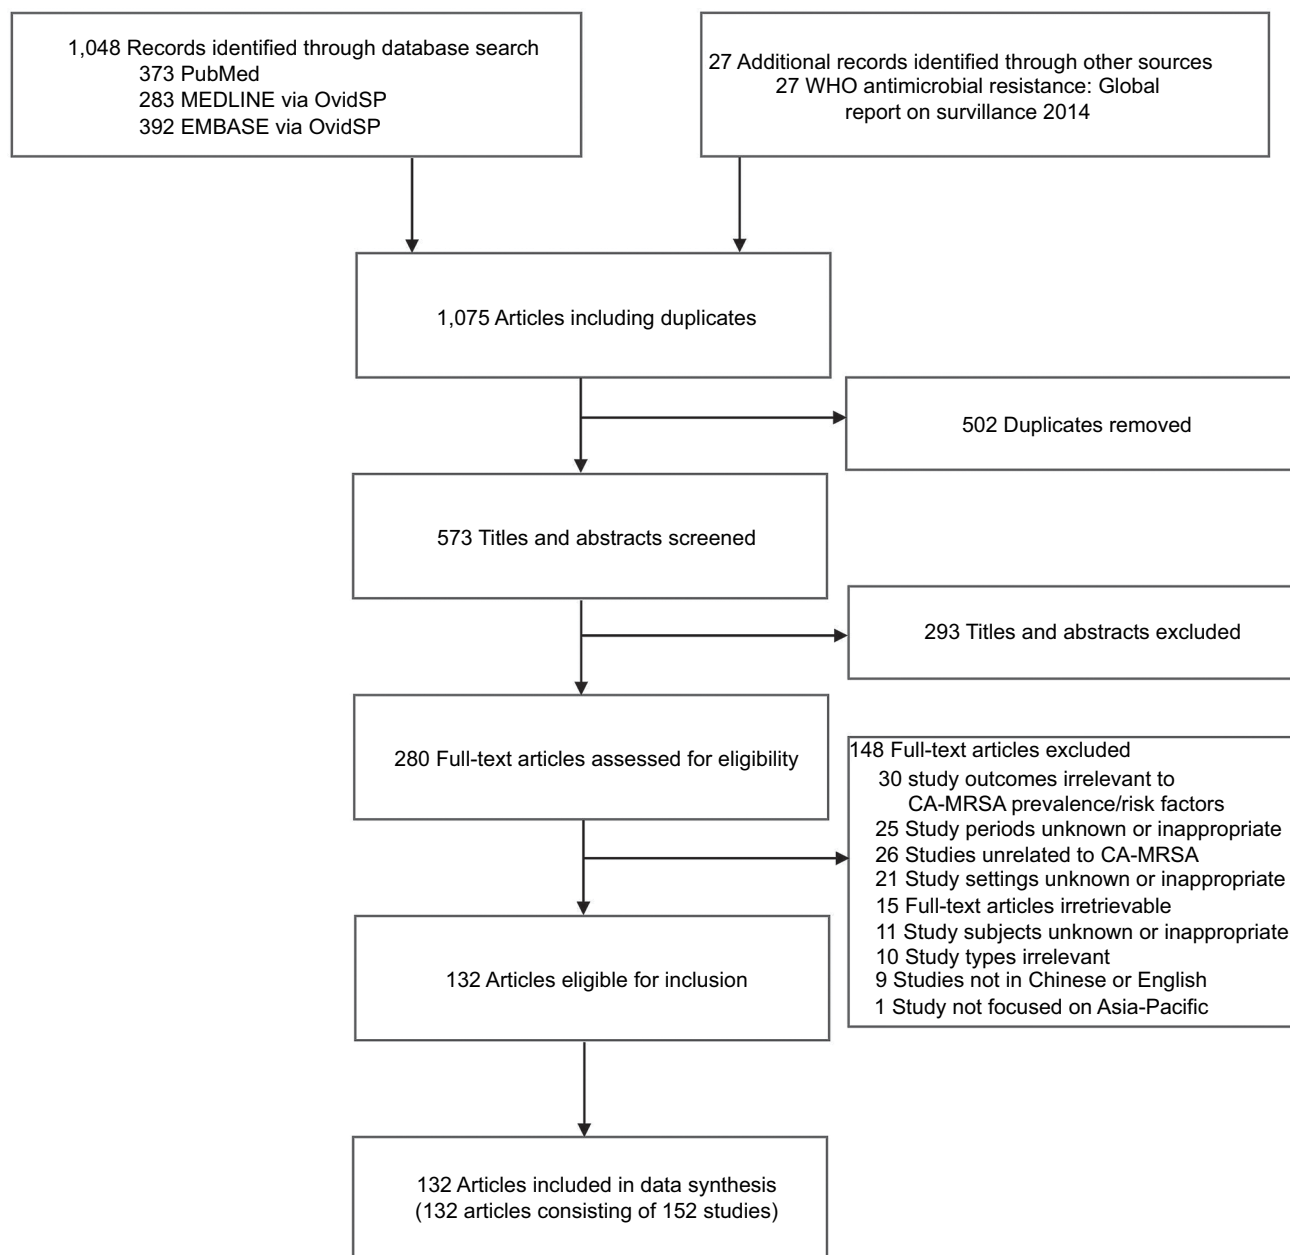 1,048 Records identified through database search
373 PubMed
283 MEDLINE via OvidSP
392 EMBASE via OvidSP
27 Additional records identified through other sources
27 WHO antimicrobial resistance: Global
report on survillance 2014
1,075 Articles including duplicates
502 Duplicates removed
573 Titles and abstracts screened
293 Titles and abstracts excluded
280 Full-text articles assessed for eligibility
148 Full-text articles excluded
30 study outcomes irrelevant to
CA-MRSA prevalence/risk factors
25 Study periods unknown or inappropriate
26 Studies unrelated to CA-MRSA
21 Study settings unknown or inappropriate
15 Full-text articles irretrievable
11 Study subjects unknown or inappropriate
10 Study types irrelevant
9 Studies not in Chinese or English
1 Study not focused on Asia-Pacific
132 Articles eligible for inclusion
132 Articles included in data synthesis
(132 articles consisting of 152 studies)